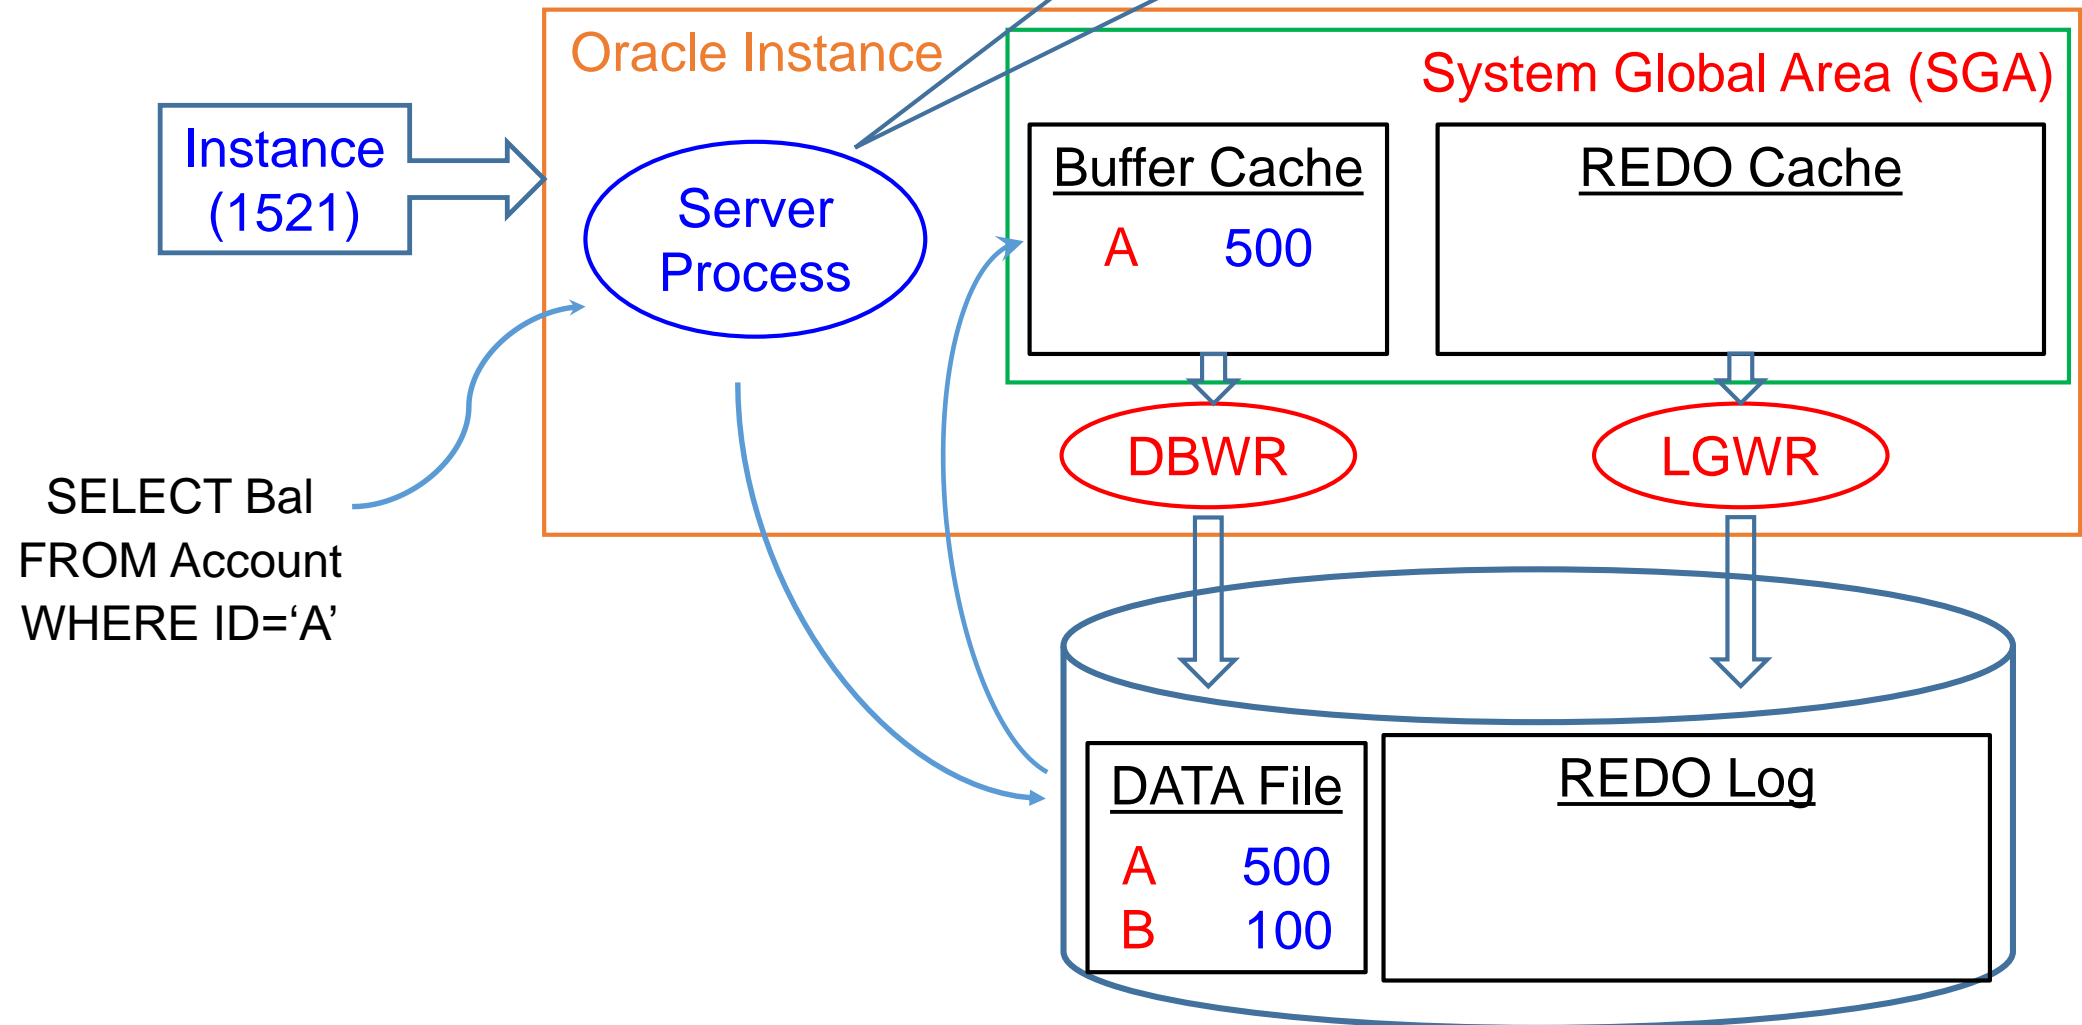 Oracle Instance
System Global Area (SGA)
Instance
(1521)
Server
Process
Buffer Cache
A 500
REDO Cache
DBWR
LGWR
SELECT Bal
FROM Account
WHERE ID=‘A’
DATA File
A 500
B 100
REDO Log